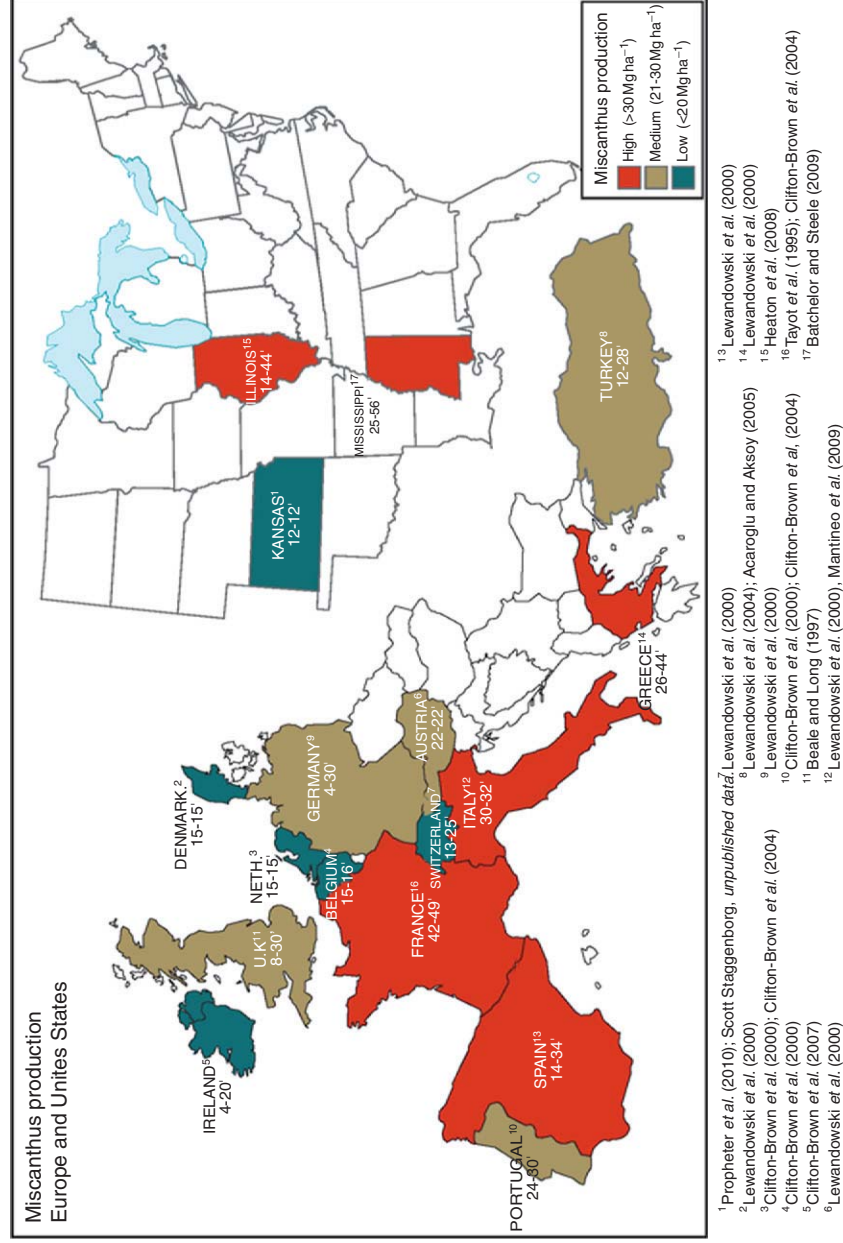 Miscanthus production
Europe and Unites States
IRELAND⁵
4-20'
U.K¹¹
8-30'
DENMARK.²
15-15'
NETH.³
15-15'
BELGIUM⁴
15-16'
GERMANY⁹
4-30'
AUSTRIA⁶
22-22'
SWITZERLAND⁷
13-25'
FRANCE¹⁶
42-49'
ITALY¹²
30-32'
SPAIN¹³
14-34'
PORTUGAL¹⁰
24-30'
GREECE¹⁴
26-44'
TURKEY⁸
12-28'
KANSAS¹
12-12'
ILLINOIS¹⁵
14-44'
MISSISSIPPI¹⁷
25-56'
Miscanthus production
High (>30 Mg ha⁻¹)
Medium (21-30 Mg ha⁻¹)
Low (<20 Mg ha⁻¹)
¹Propheter et al. (2010); Scott Staggenborg, unpublished data.
²Lewandowski et al. (2000)
³Clifton-Brown et al. (2000); Clifton-Brown et al. (2004)
⁴Clifton-Brown et al. (2000)
⁵Clifton-Brown et al. (2007)
⁶Lewandowski et al. (2000)
⁷Lewandowski et al. (2000)
⁸Lewandowski et al. (2004); Acaroglu and Aksoy (2005)
⁹Lewandowski et al. (2000)
¹⁰Clifton-Brown et al. (2000); Clifton-Brown et al, (2004)
¹¹Beale and Long (1997)
¹²Lewandowski et al. (2000), Mantineo et al. (2009)
¹³Lewandowski et al. (2000)
¹⁴Lewandowski et al. (2000)
¹⁵Heaton et al. (2008)
¹⁶Tayot et al. (1995); Clifton-Brown et al. (2004)
¹⁷Batchelor and Steele (2009)